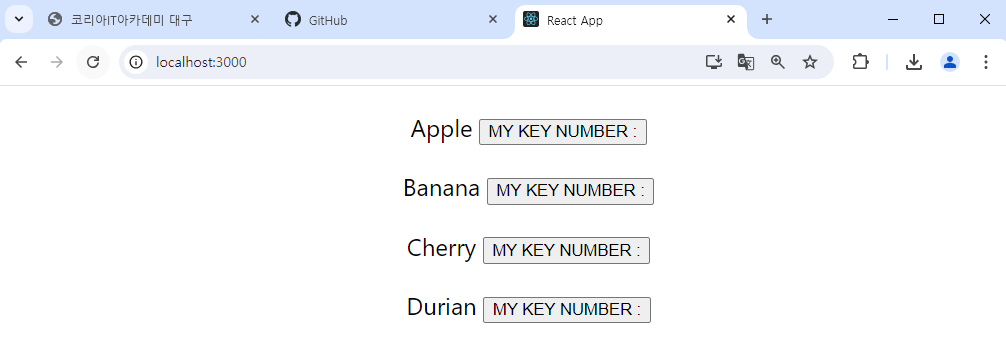 코리아IT아카데미 대구
GitHub
React App
localhost:3000
Apple MY KEY NUMBER :
Banana MY KEY NUMBER :
Cherry MY KEY NUMBER :
Durian MY KEY NUMBER :